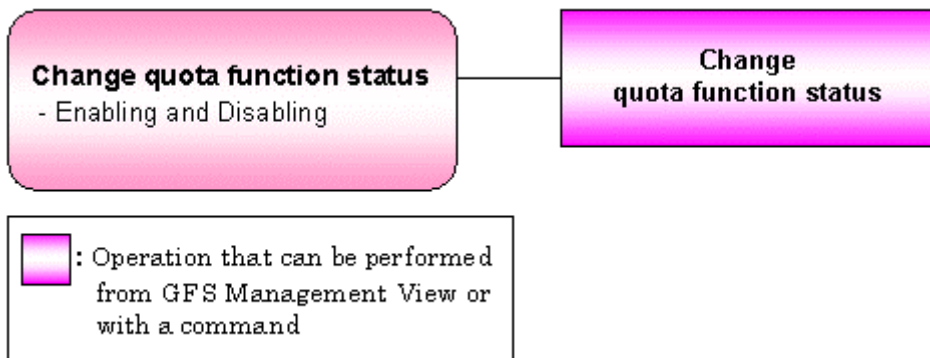 Change quota function status
- Enabling and Disabling
Change
quota function status
: Operation that can be performed
from GFS Management View or
with a command